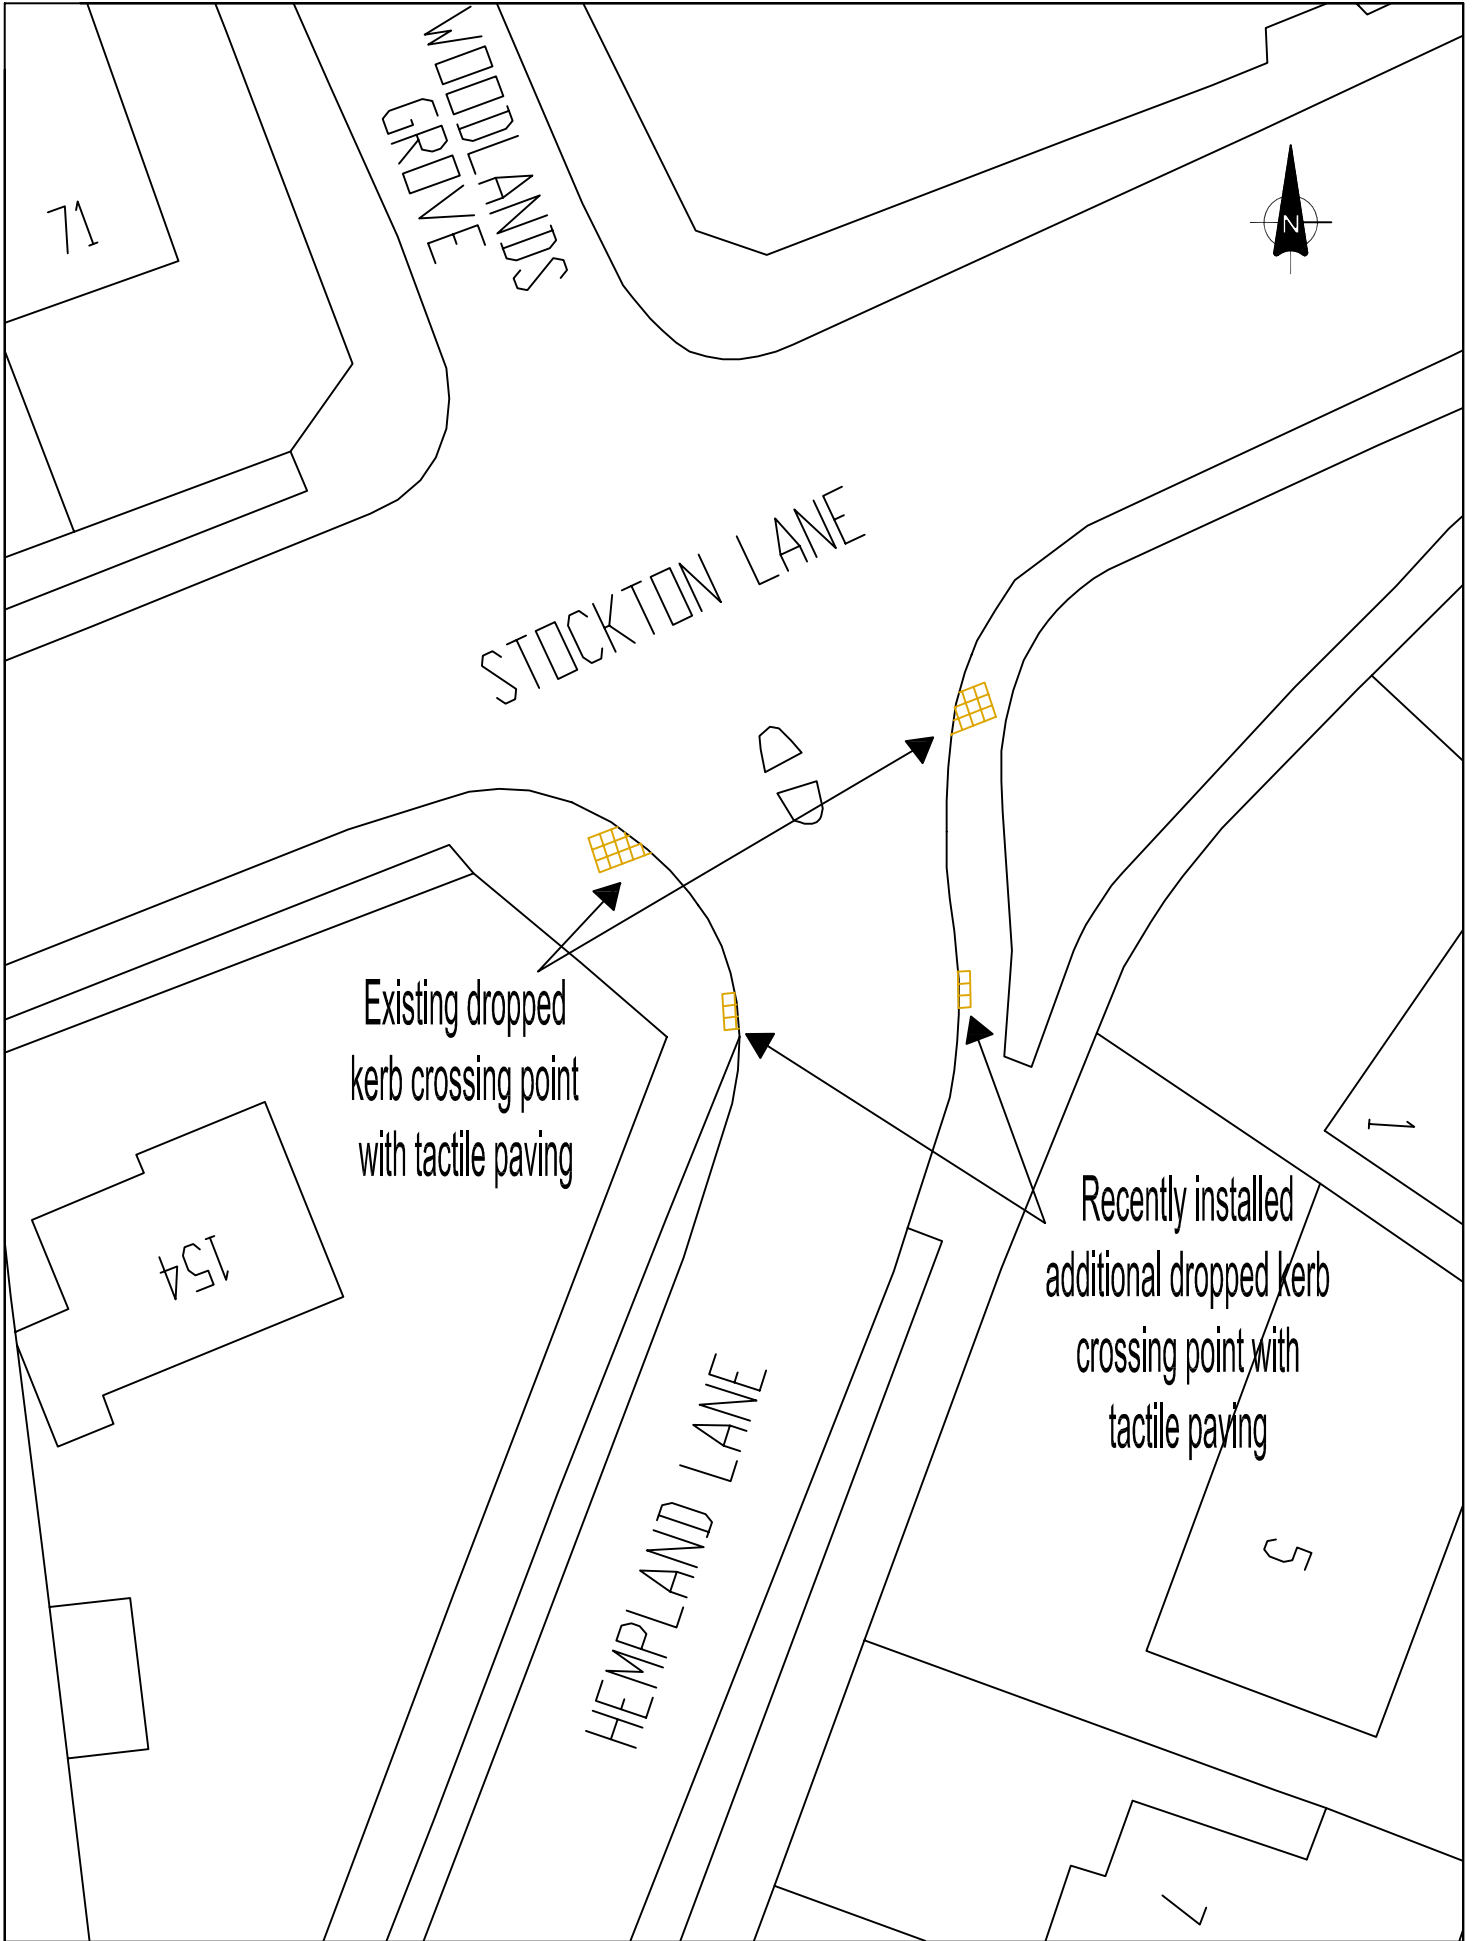 WOODLANDS
GROVE
71
N
STOCKTON LANE
Existing dropped
kerb crossing point
with tactile paving
1
Recently installed
additional dropped kerb
crossing point with
tactile paving
154
HEMPLAND LANE
5
7